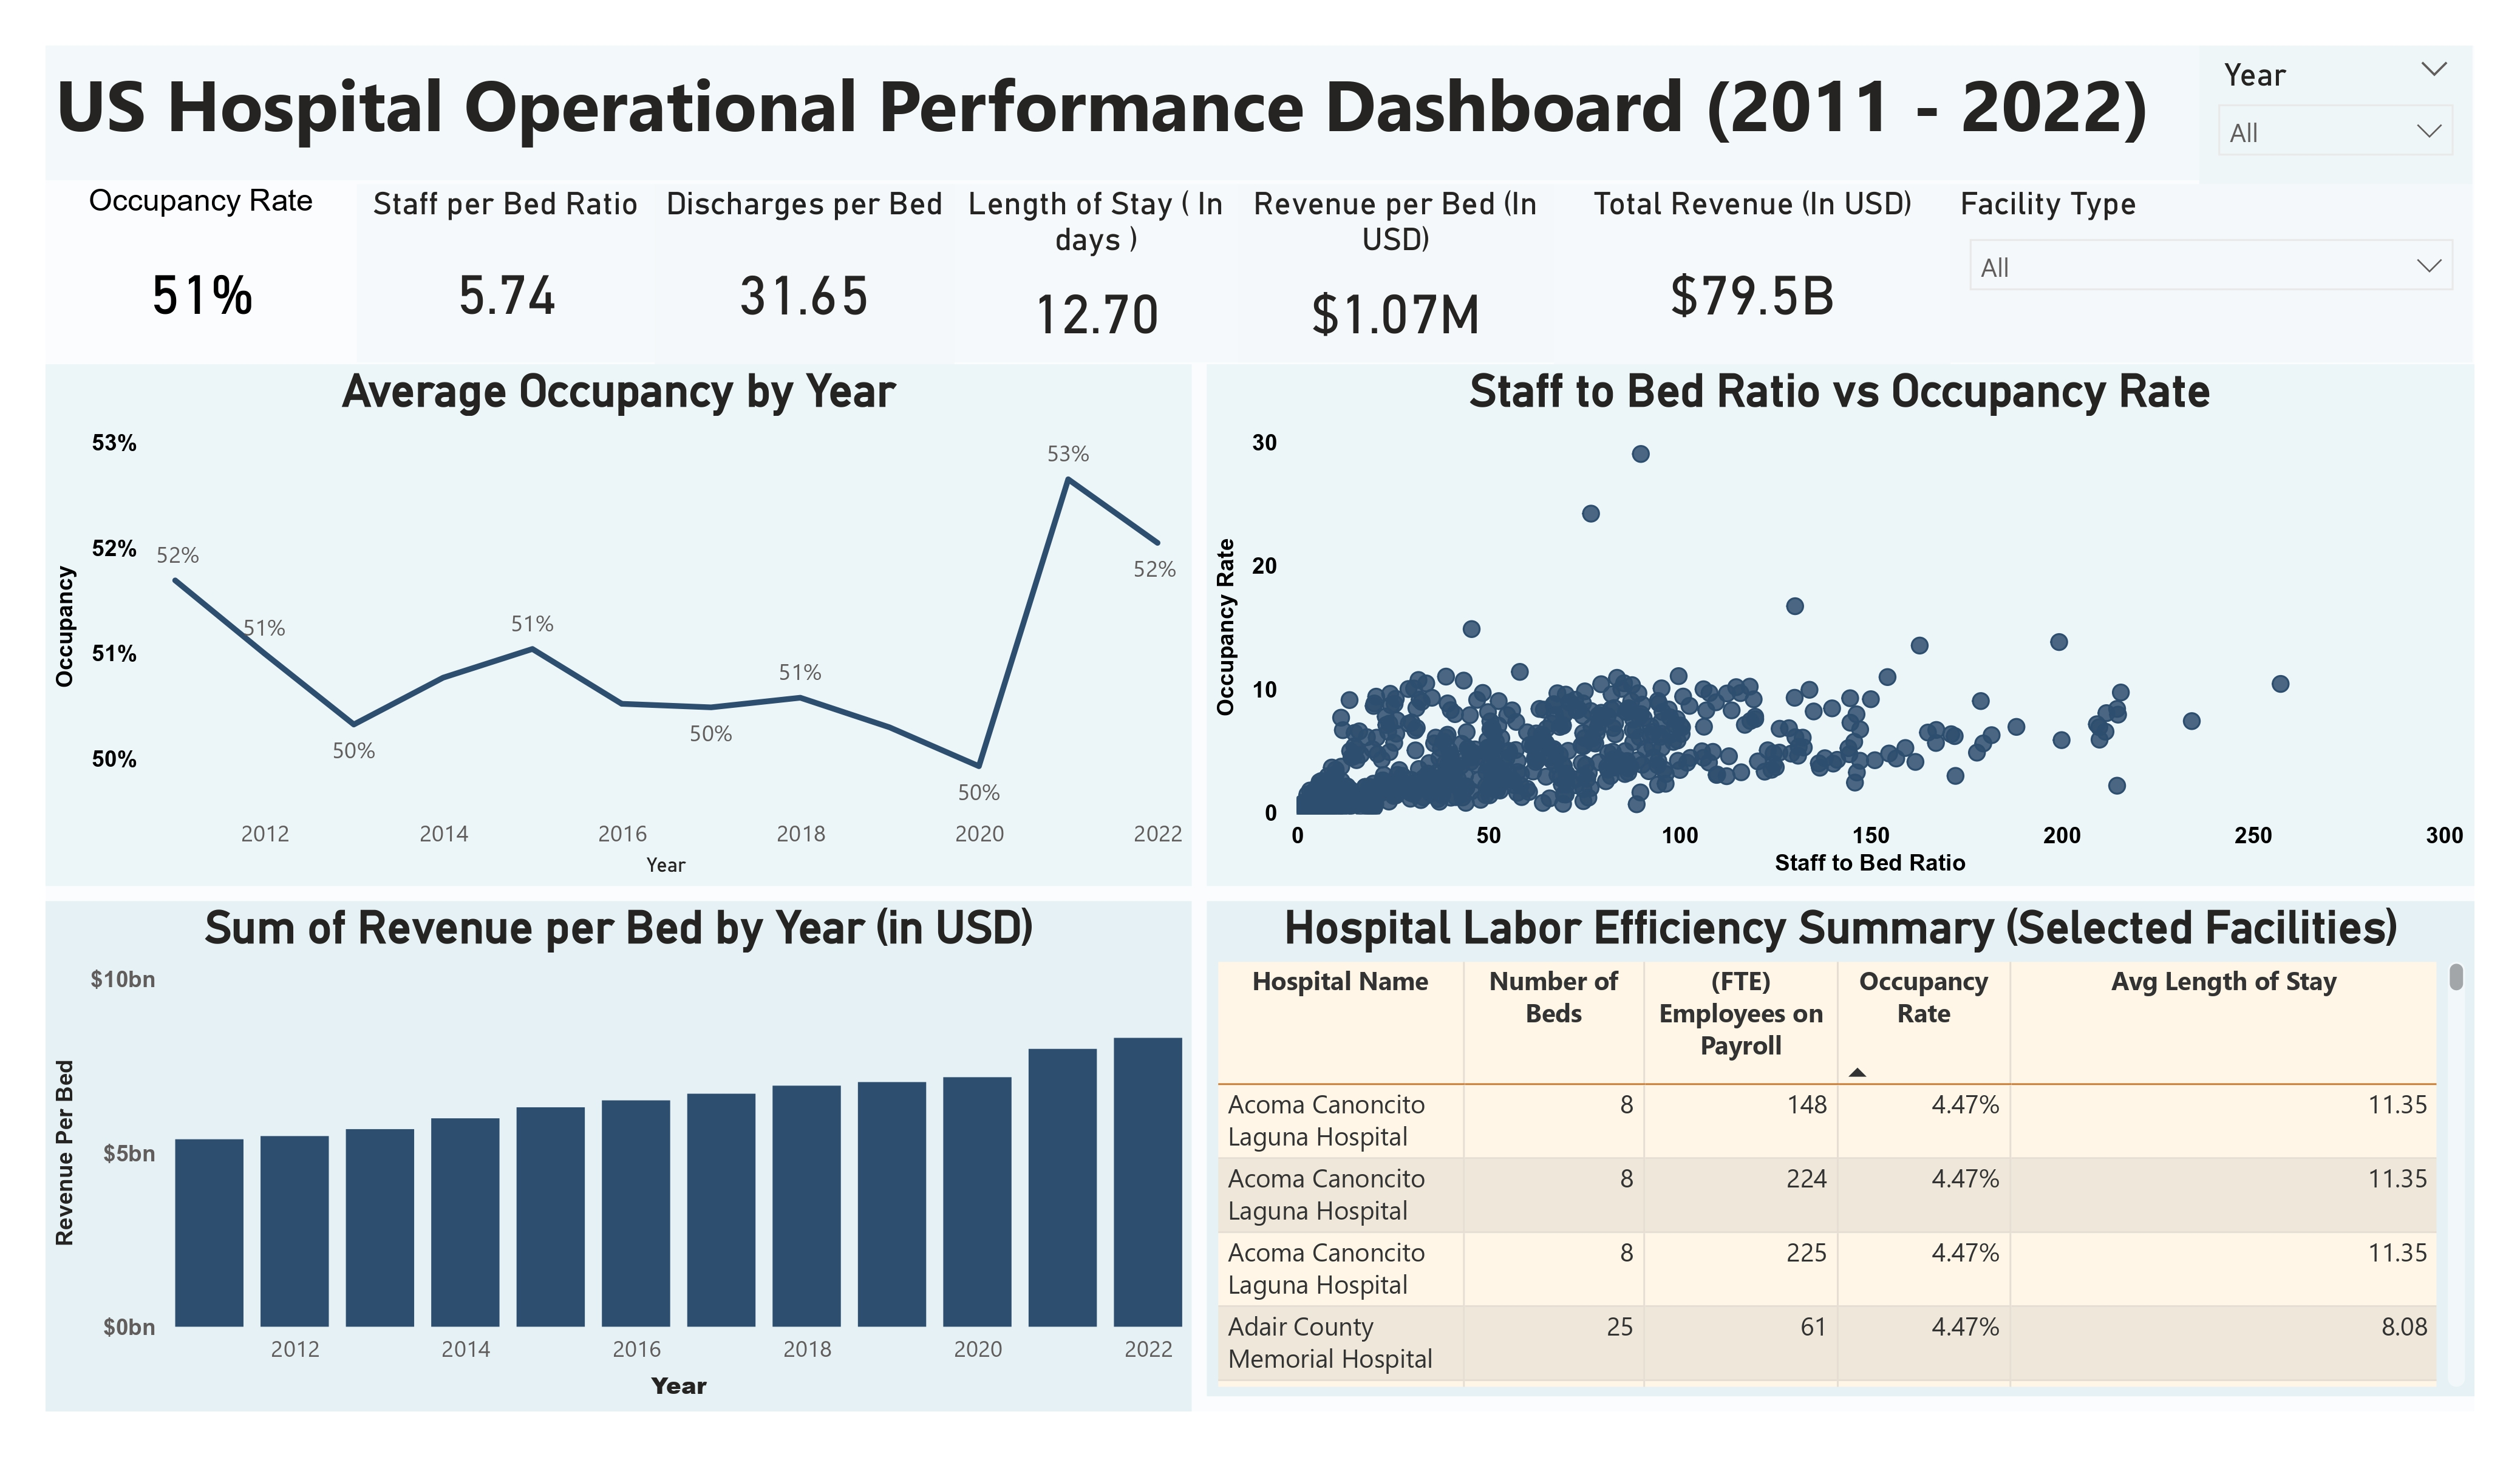 US Hospital Operational Performance Dashboard (2011 - 2022)
Year
All
Occupancy Rate
51%
Staff per Bed Ratio
5.74
Discharges per Bed
31.65
Length of Stay ( In
days )
12.70
Revenue per Bed (In
USD)
$1.07M
Total Revenue (In USD)
$79.5B
Facility Type
All
Average Occupancy by Year
Occupancy
53%
52%
51%
50%
52%
51%
50%
51%
50%
51%
50%
53%
52%
2012
2014
2016
2018
2020
2022
Year
Staff to Bed Ratio vs Occupancy Rate
Occupancy Rate
30
20
10
0
0
50
100
150
200
250
300
Staff to Bed Ratio
Sum of Revenue per Bed by Year (in USD)
Revenue Per Bed
$10bn
$5bn
$0bn
2012
2014
2016
2018
2020
2022
Year
Hospital Labor Efficiency Summary (Selected Facilities)
Hospital Name
Number of
Beds
(FTE)
Employees on
Payroll
Occupancy
Rate
Avg Length of Stay
Acoma Canoncito
Laguna Hospital
8
148
4.47%
11.35
Acoma Canoncito
Laguna Hospital
8
224
4.47%
11.35
Acoma Canoncito
Laguna Hospital
8
225
4.47%
11.35
Adair County
Memorial Hospital
25
61
4.47%
8.08